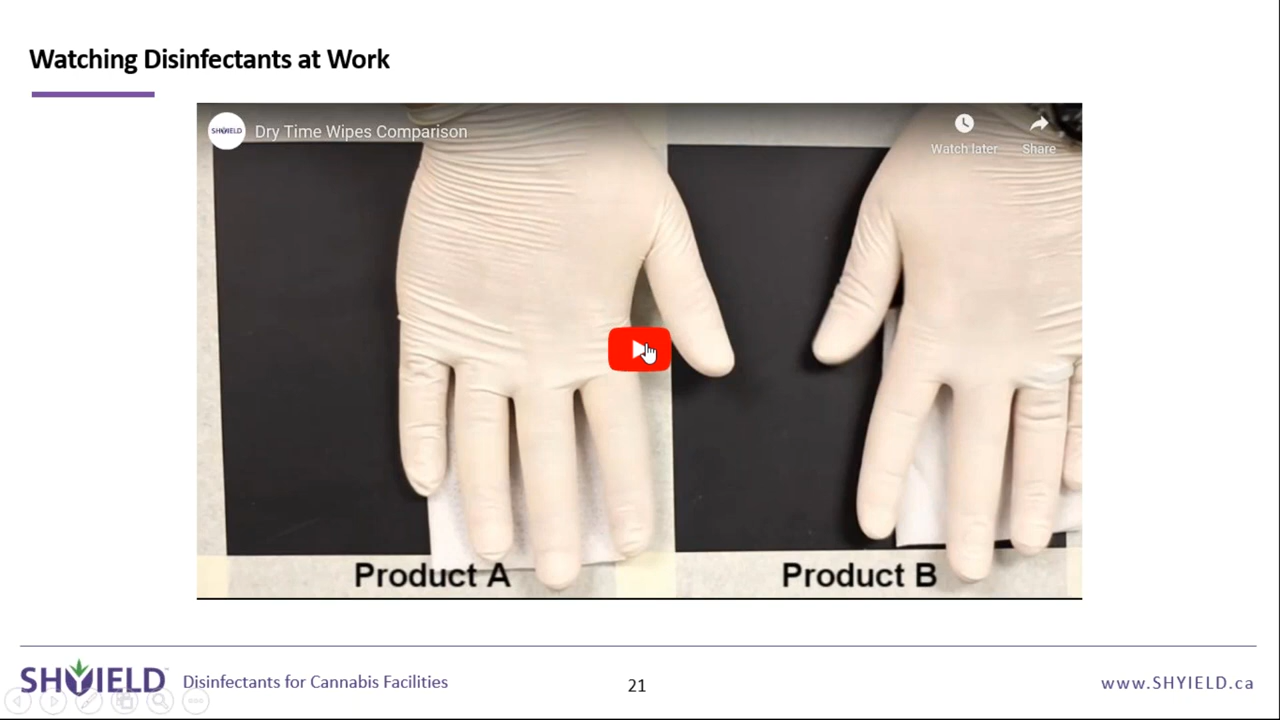 Watching Disinfectants at Work
SHYIELD
Dry Time Wipes Comparison
Watch later
Share
Product A
Product B
SHYIELD™
Disinfectants for Cannabis Facilities
21
www.SHYIELD.ca